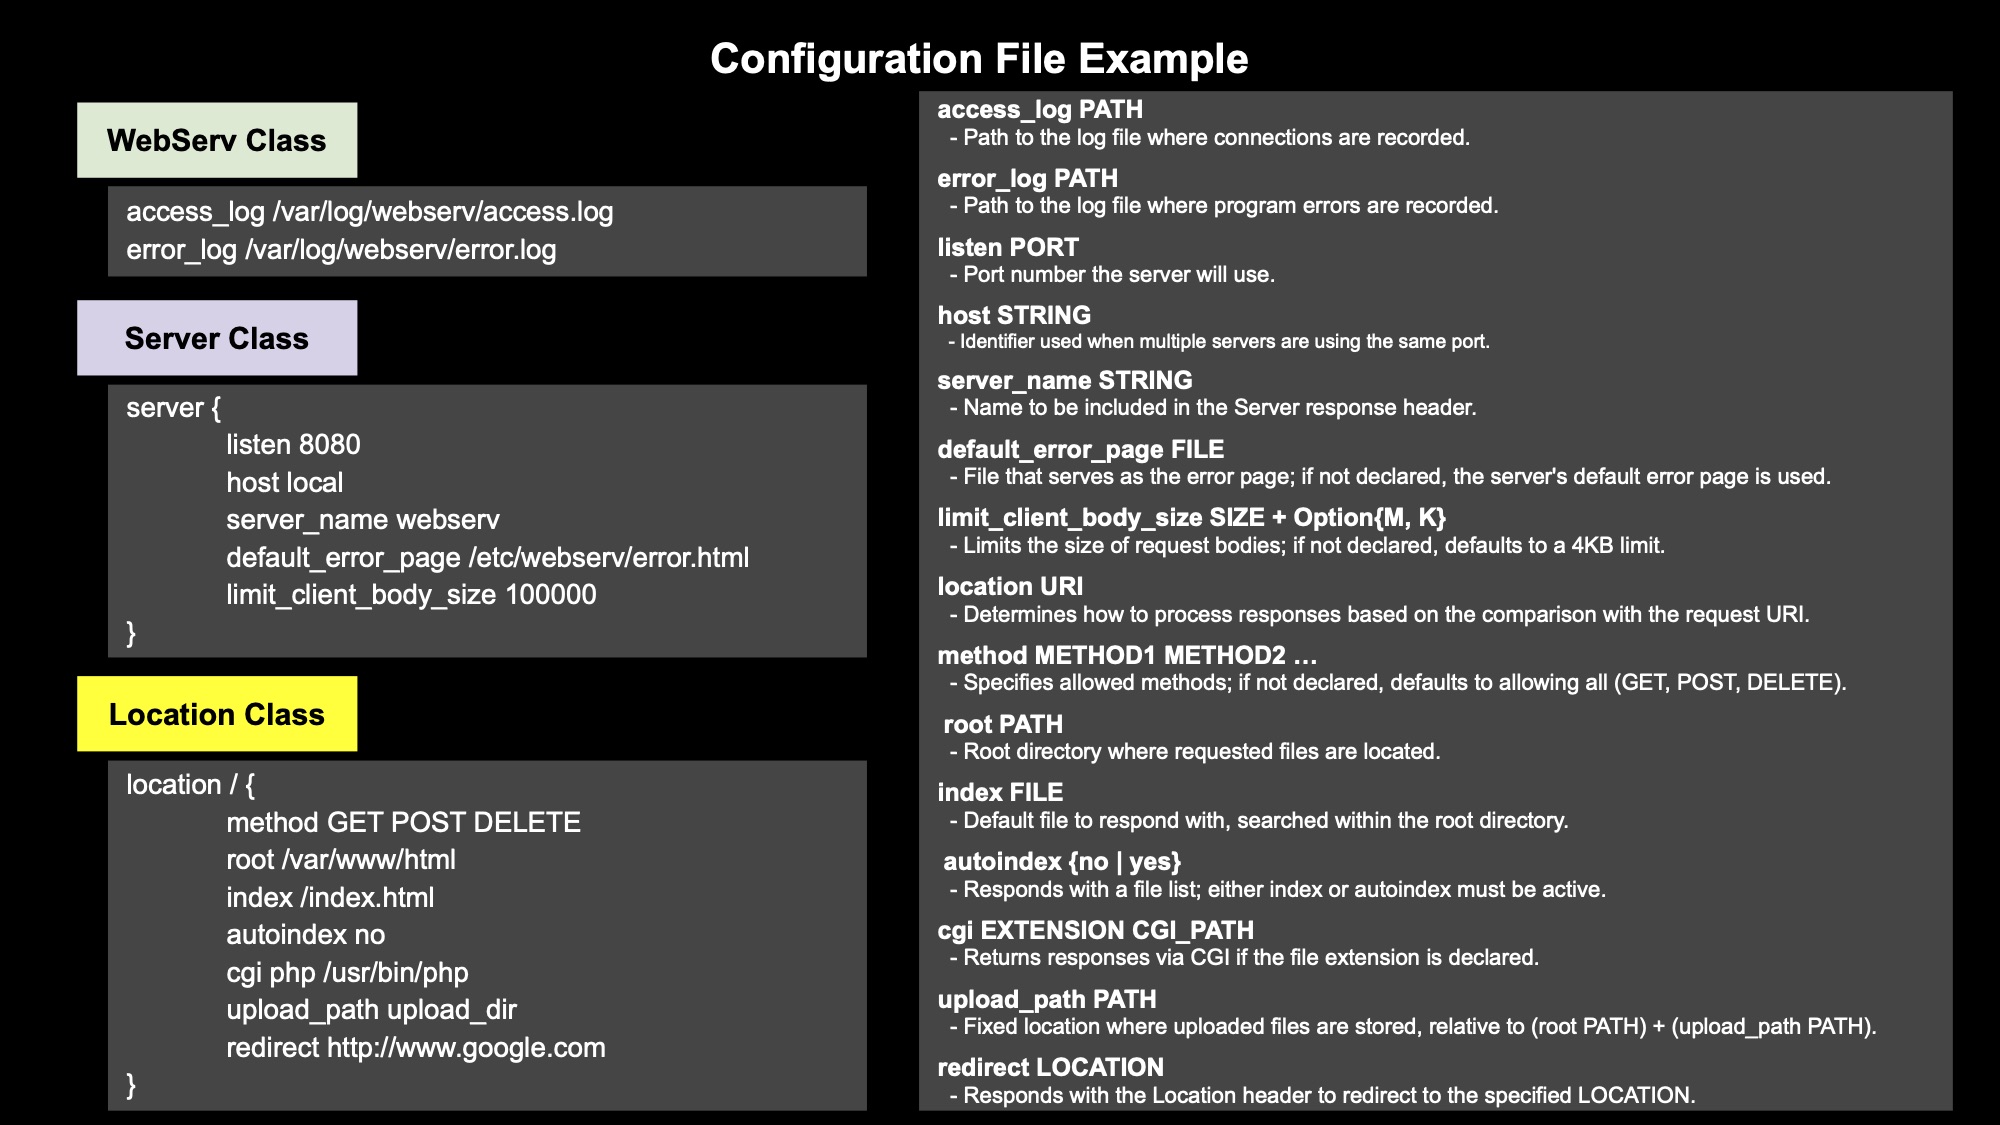 Configuration File Example
WebServ Class
access_log /var/log/webserv/access.log
error_log /var/log/webserv/error.log
Server Class
server {
listen 8080
host local
server_name webserv
default_error_page /etc/webserv/error.html
limit_client_body_size 100000
}
Location Class
location / {
method GET POST DELETE
root /var/www/html
index /index.html
autoindex no
cgi php /usr/bin/php
upload_path upload_dir
redirect http://www.google.com
}
access_log PATH
- Path to the log file where connections are recorded.
error_log PATH
- Path to the log file where program errors are recorded.
listen PORT
- Port number the server will use.
host STRING
- Identifier used when multiple servers are using the same port.
server_name STRING
- Name to be included in the Server response header.
default_error_page FILE
- File that serves as the error page; if not declared, the server's default error page is used.
limit_client_body_size SIZE + Option{M, K}
- Limits the size of request bodies; if not declared, defaults to a 4KB limit.
location URI
- Determines how to process responses based on the comparison with the request URI.
method METHOD1 METHOD2 …
- Specifies allowed methods; if not declared, defaults to allowing all (GET, POST, DELETE).
root PATH
- Root directory where requested files are located.
index FILE
- Default file to respond with, searched within the root directory.
autoindex {no | yes}
- Responds with a file list; either index or autoindex must be active.
cgi EXTENSION CGI_PATH
- Returns responses via CGI if the file extension is declared.
upload_path PATH
- Fixed location where uploaded files are stored, relative to (root PATH) + (upload_path PATH).
redirect LOCATION
- Responds with the Location header to redirect to the specified LOCATION.